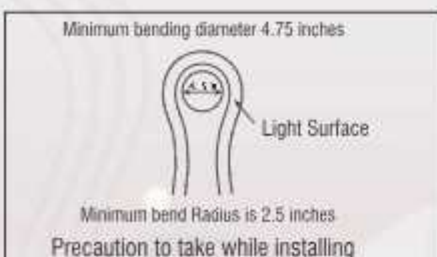 Minimum bending diameter 4.75 inches
Light Surface
Minimum bend Radius is 2.5 inches
Precaution to take while installing